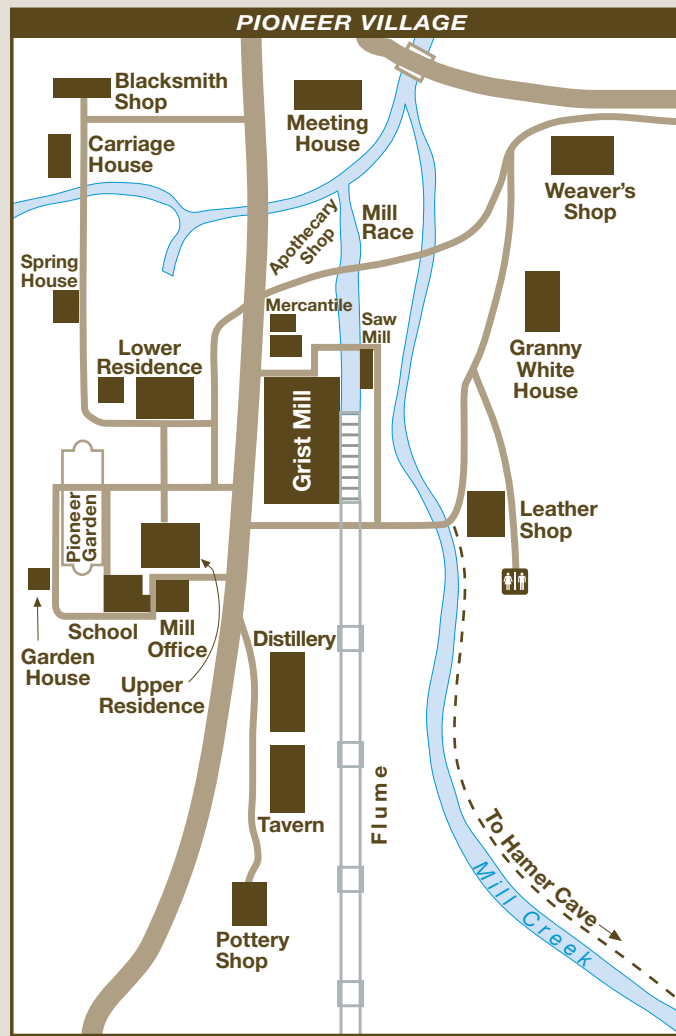 PIONEER VILLAGE
Blacksmith
Shop
Meeting
House
Carriage
House
Weaver's
Shop
Apothecary
Shop
Mill
Race
Spring
House
Mercantile
Saw
Mill
Lower
Residence
Granny
White
House
Grist Mill
Pioneer
Garden
Leather
Shop
School
Mill
Office
Garden
House
Upper
Residence
Distillery
Tavern
Flume
To Hamer Cave
Mill Creek
Pottery
Shop